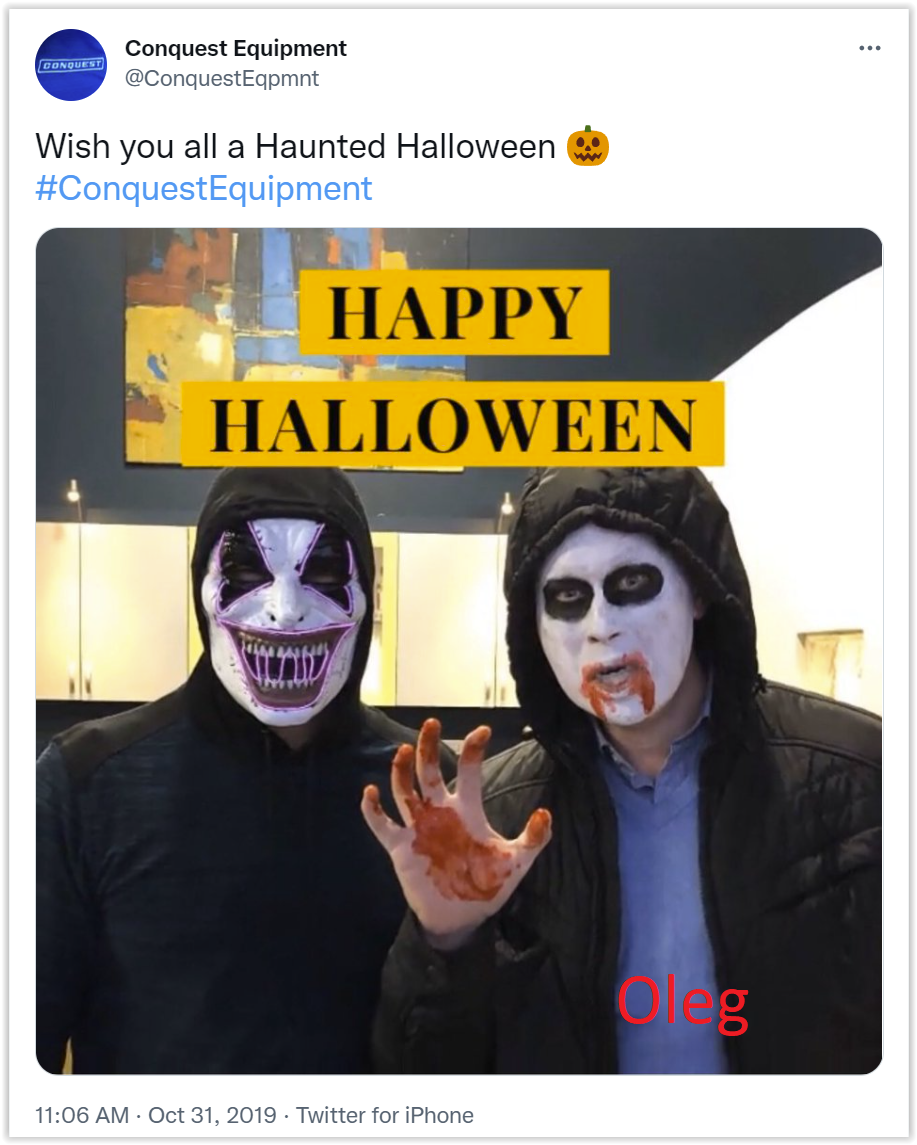 CONQUEST
Conquest Equipment
@ConquestEqpmnt
Wish you all a Haunted Halloween 🎃
#ConquestEquipment
HAPPY
HALLOWEEN
Oleg
11:06 AM · Oct 31, 2019 · Twitter for iPhone